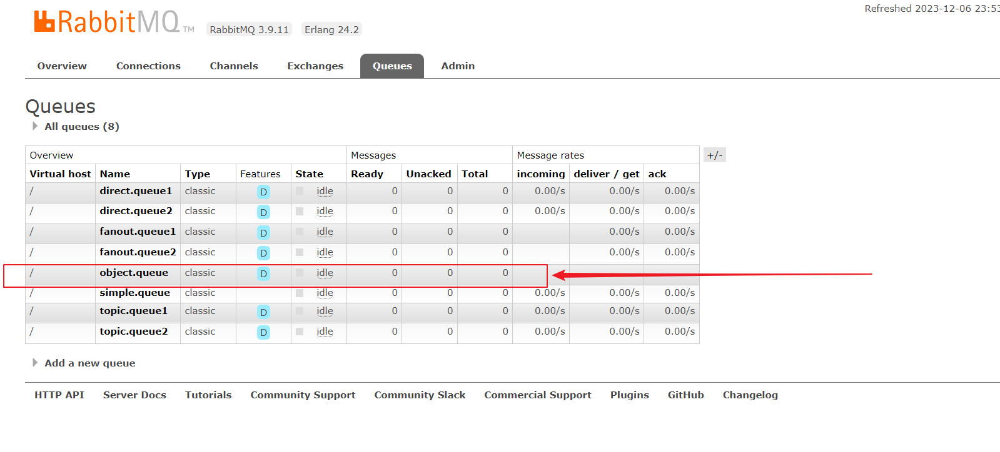 Refreshed 2023-12-06 23:53
RabbitMQ TM RabbitMQ 3.9.11 Erlang 24.2
Overview Connections Channels Exchanges Queues Admin
Queues
All queues (8)
Overview Messages Message rates +/-
Virtual host Name Type Features State Ready Unacked Total incoming deliver / get ack
/ direct.queue1 classic D idle 0 0 0 0.00/s 0.00/s 0.00/s
/ direct.queue2 classic D idle 0 0 0 0.00/s 0.00/s 0.00/s
/ fanout.queue1 classic D idle 0 0 0 0.00/s 0.00/s
/ fanout.queue2 classic D idle 0 0 0 0.00/s 0.00/s
/ object.queue classic D idle 0 0 0
/ simple.queue classic idle 0 0 0 0.00/s 0.00/s 0.00/s
/ topic.queue1 classic D idle 0 0 0 0.00/s 0.00/s 0.00/s
/ topic.queue2 classic D idle 0 0 0 0.00/s 0.00/s 0.00/s
Add a new queue
HTTP API Server Docs Tutorials Community Support Community Slack Commercial Support Plugins GitHub Changelog